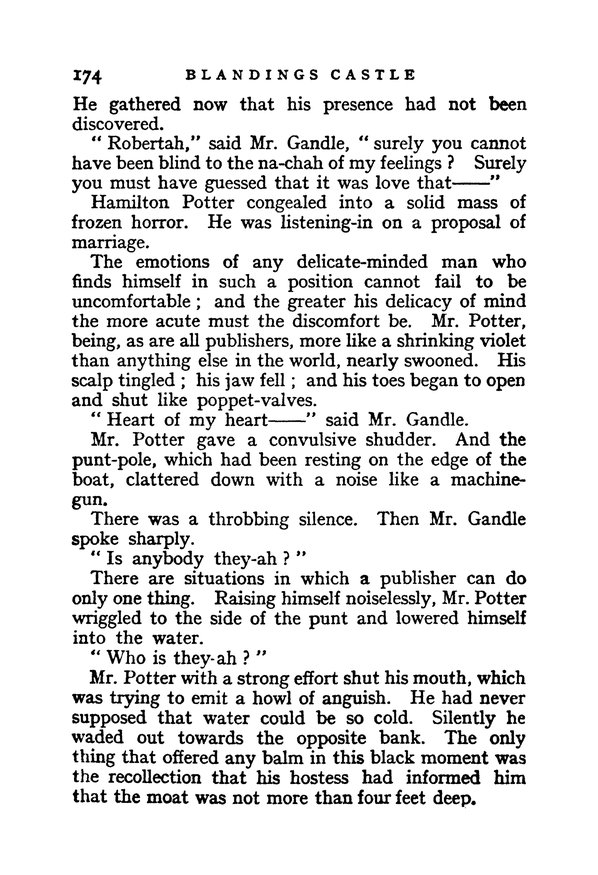 174 BLANDINGS CASTLE
He gathered now that his presence had not been
discovered.
“ Robertah,” said Mr. Gandle, “ surely you cannot
have been blind to the na-chah of my feelings ? Surely
you must have guessed that it was love that——”
Hamilton Potter congealed into a solid mass of
frozen horror. He was listening-in on a proposal of
marriage.
The emotions of any delicate-minded man who
finds himself in such a position cannot fail to be
uncomfortable ; and the greater his delicacy of mind
the more acute must the discomfort be. Mr. Potter,
being, as are all publishers, more like a shrinking violet
than anything else in the world, nearly swooned. His
scalp tingled ; his jaw fell ; and his toes began to open
and shut like poppet-valves.
“ Heart of my heart——” said Mr. Gandle.
Mr. Potter gave a convulsive shudder. And the
punt-pole, which had been resting on the edge of the
boat, clattered down with a noise like a machine-
gun.
There was a throbbing silence. Then Mr. Gandle
spoke sharply.
“ Is anybody they-ah ? ”
There are situations in which a publisher can do
only one thing. Raising himself noiselessly, Mr. Potter
wriggled to the side of the punt and lowered himself
into the water.
“ Who is they-ah ? ”
Mr. Potter with a strong effort shut his mouth, which
was trying to emit a howl of anguish. He had never
supposed that water could be so cold. Silently he
waded out towards the opposite bank. The only
thing that offered any balm in this black moment was
the recollection that his hostess had informed him
that the moat was not more than four feet deep.